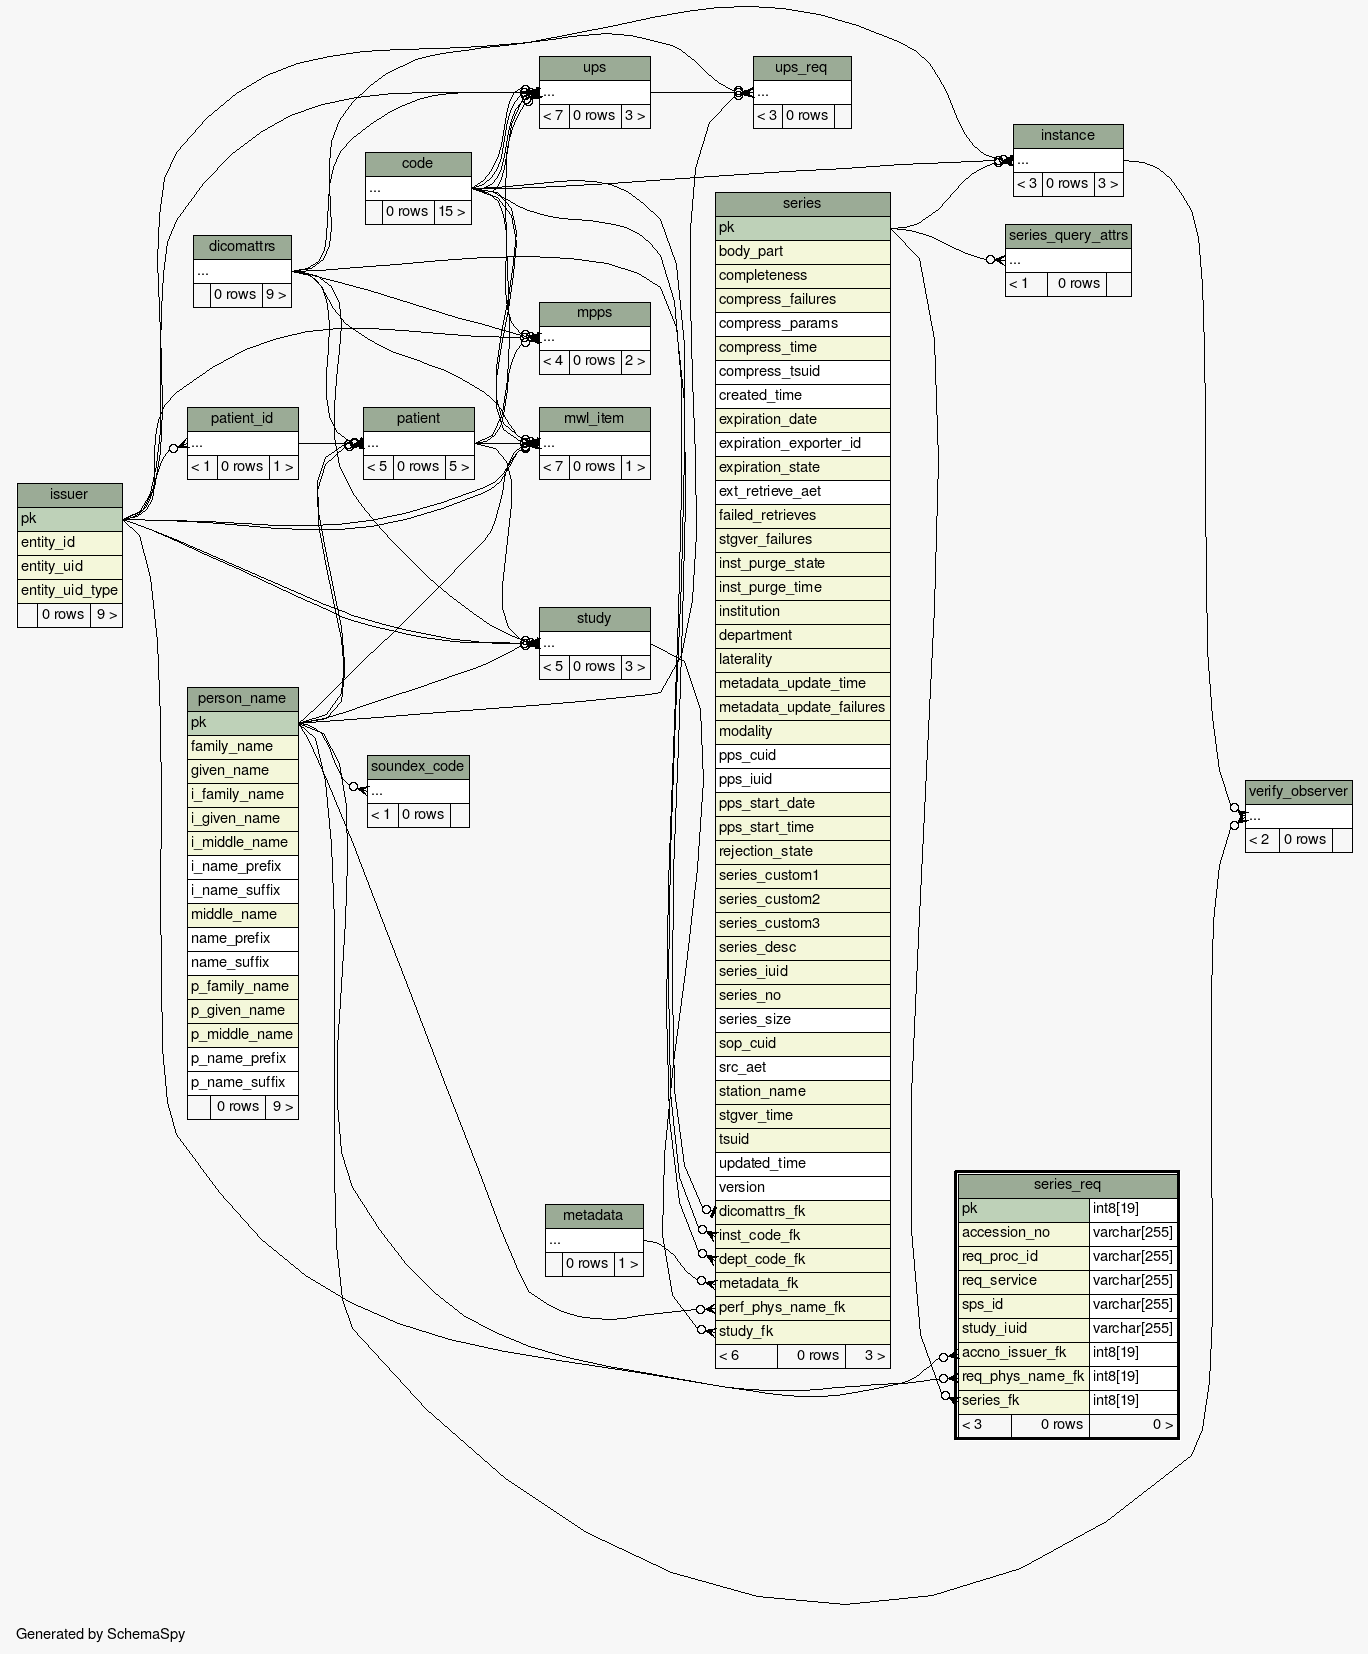 ups
...
< 7 0 rows 3 >
ups_req
...
< 3 0 rows
instance
...
< 3 0 rows 3 >
code
...
0 rows 15 >
series
pk
body_part
completeness
compress_failures
compress_params
compress_time
compress_tsuid
created_time
expiration_date
expiration_exporter_id
expiration_state
ext_retrieve_aet
failed_retrieves
stgver_failures
inst_purge_state
inst_purge_time
institution
department
laterality
metadata_update_time
metadata_update_failures
modality
pps_cuid
pps_iuid
pps_start_date
pps_start_time
rejection_state
series_custom1
series_custom2
series_custom3
series_desc
series_iuid
series_no
series_size
sop_cuid
src_aet
station_name
stgver_time
tsuid
updated_time
version
dicomattrs_fk
inst_code_fk
dept_code_fk
metadata_fk
perf_phys_name_fk
study_fk
< 6 0 rows 3 >
series_query_attrs
...
< 1 0 rows
dicomattrs
...
0 rows 9 >
mpps
...
< 4 0 rows 2 >
patient_id
...
< 1 0 rows 1 >
patient
...
< 5 0 rows 5 >
mwl_item
...
< 7 0 rows 1 >
issuer
pk
entity_id
entity_uid
entity_uid_type
0 rows 9 >
study
...
< 5 0 rows 3 >
person_name
pk
family_name
given_name
i_family_name
i_given_name
i_middle_name
i_name_prefix
i_name_suffix
middle_name
name_prefix
name_suffix
p_family_name
p_given_name
p_middle_name
p_name_prefix
p_name_suffix
0 rows 9 >
soundex_code
...
< 1 0 rows
verify_observer
...
< 2 0 rows
metadata
...
0 rows 1 >
series_req
pk int8[19]
accession_no varchar[255]
req_proc_id varchar[255]
req_service varchar[255]
sps_id varchar[255]
study_iuid varchar[255]
accno_issuer_fk int8[19]
req_phys_name_fk int8[19]
series_fk int8[19]
< 3 0 rows 0 >
Generated by SchemaSpy